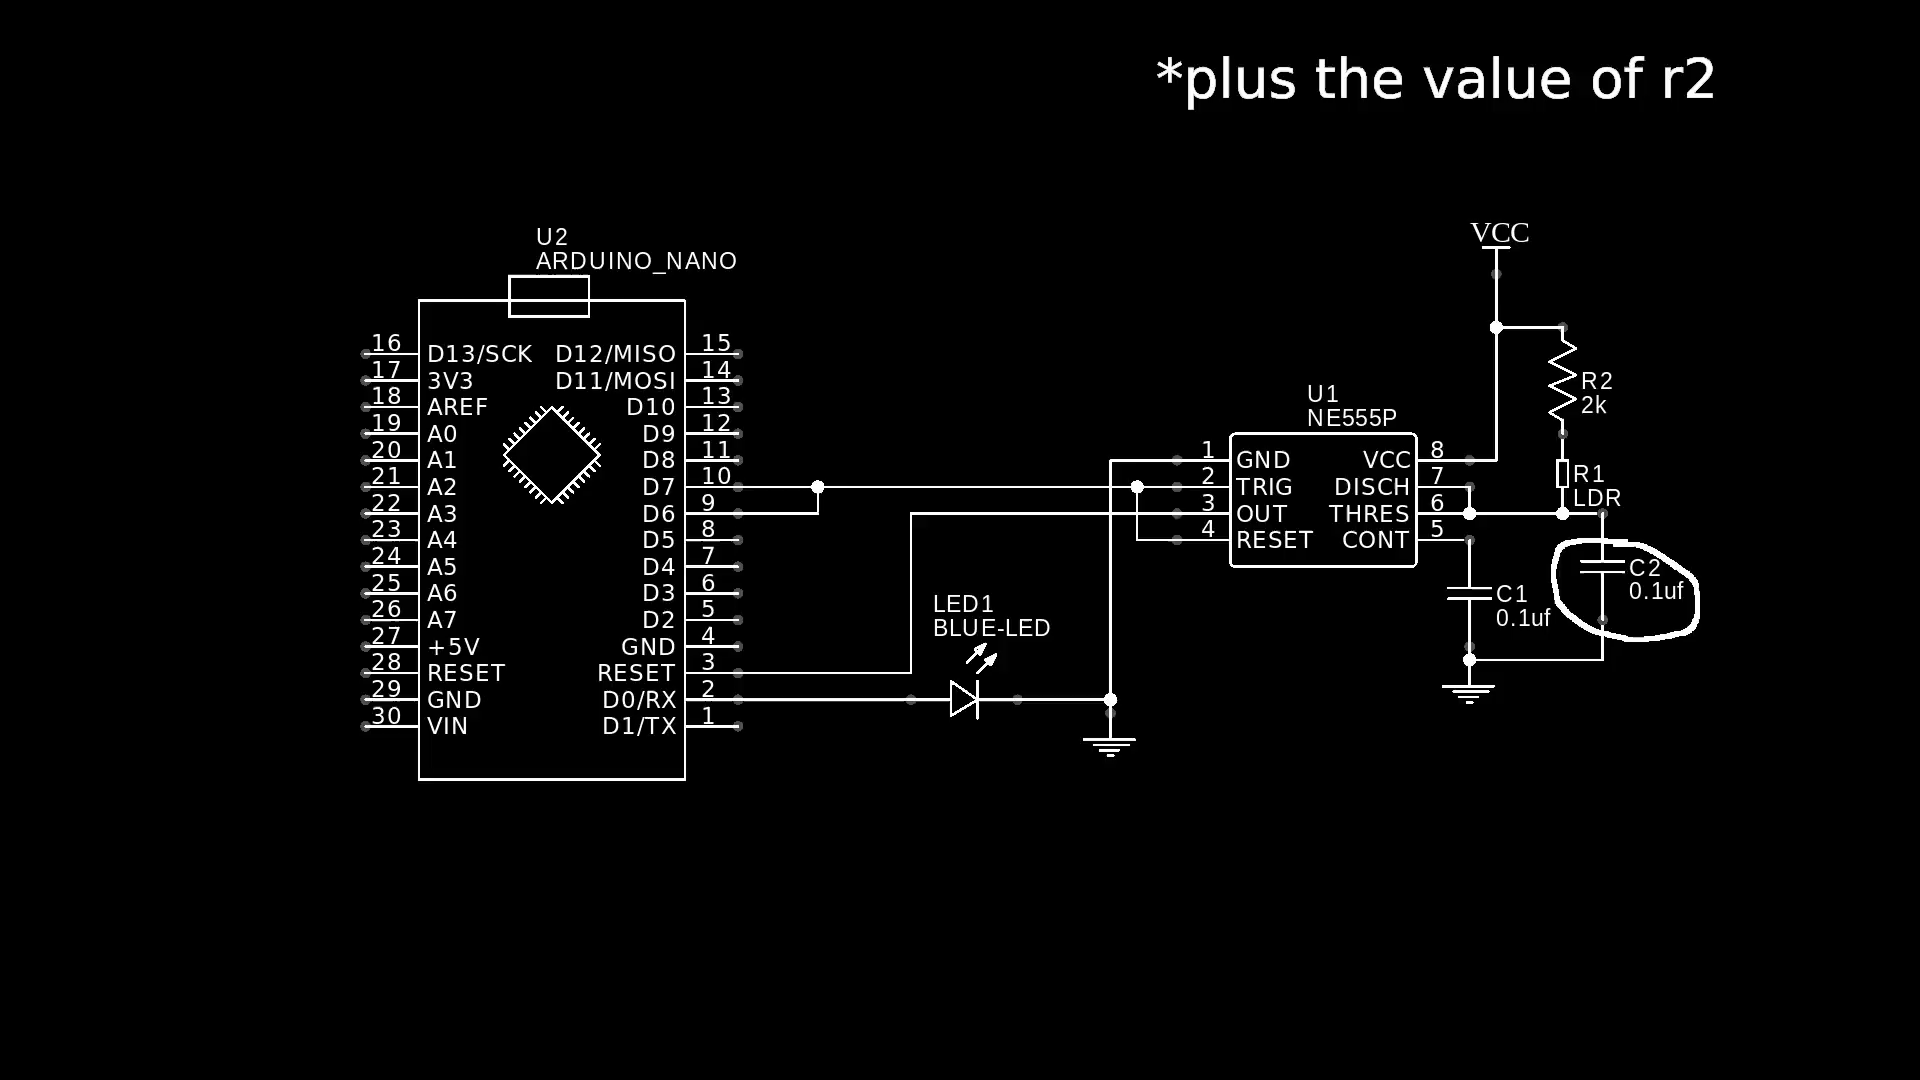 *plus the value of r2
VCC
U2
ARDUINO_NANO
16 D13/SCK D12/MISO 15
17 3V3 D11/MOSI 14
18 AREF D10 13
19 A0 D9 12
20 A1 D8 11
21 A2 D7 10
22 A3 D6 9
23 A4 D5 8
24 A5 D4 7
25 A6 D3 6
26 A7 D2 5
27 +5V GND 4
28 RESET RESET 3
29 GND D0/RX 2
30 VIN D1/TX 1
LED1
BLUE-LED
U1
NE555P
1 GND VCC 8
2 TRIG DISCH 7
3 OUT THRES 6
4 RESET CONT 5
R2
2k
R1
LDR
C2
0.1uf
C1
0.1uf